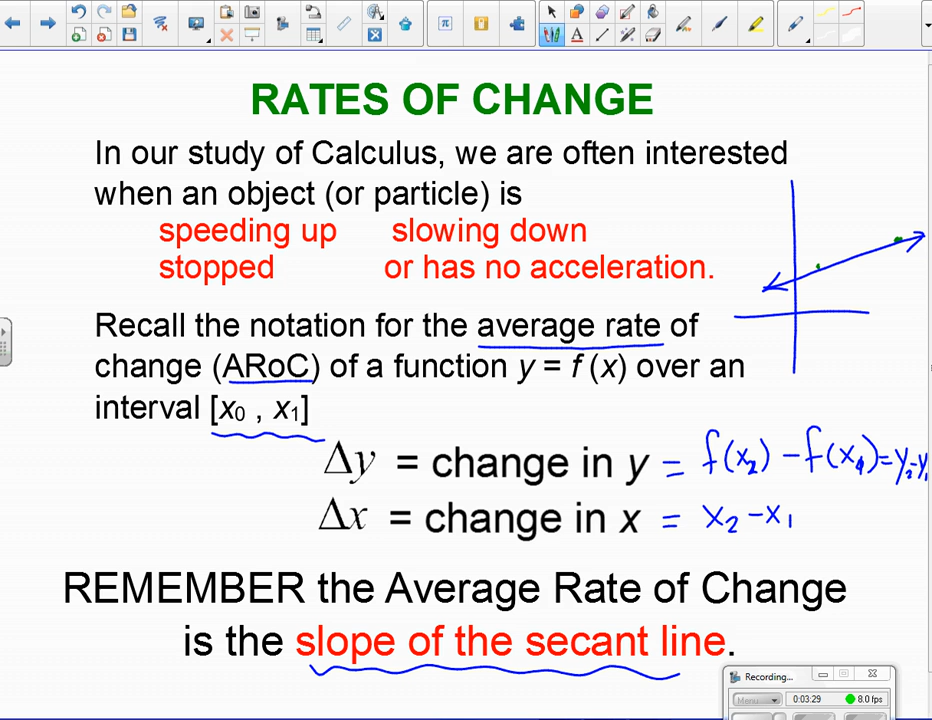 RATES OF CHANGE
In our study of Calculus, we are often interested
when an object (or particle) is
speeding up slowing down
stopped or has no acceleration.
Recall the notation for the average rate of
change (ARoC) of a function y = f (x) over an
interval [x₀ , x₁]
Δy = change in y = f(x₂) - f(x₁) = y₂-y₁
Δx = change in x = x₂ - x₁
REMEMBER the Average Rate of Change
is the slope of the secant line.
Recording...
Menu 0:03:29 8.0 fps